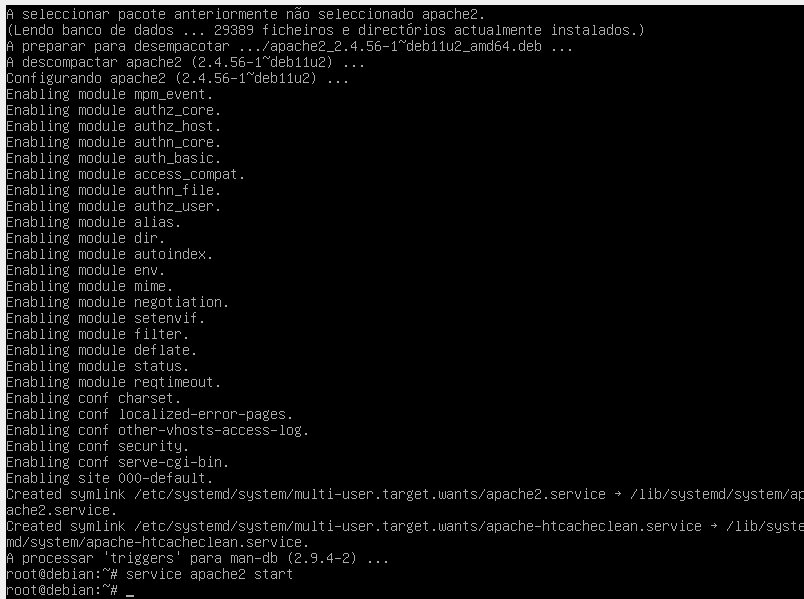 A seleccionar pacote anteriormente não seleccionado apache2.
(Lendo banco de dados ... 29389 ficheiros e directórios actualmente instalados.)
A preparar para desempacotar .../apache2_2.4.56-1~deb11u2_amd64.deb ...
A descompactar apache2 (2.4.56-1~deb11u2) ...
Configurando apache2 (2.4.56-1~deb11u2) ...
Enabling module mpm_event.
Enabling module authz_core.
Enabling module authz_host.
Enabling module authn_core.
Enabling module auth_basic.
Enabling module access_compat.
Enabling module authn_file.
Enabling module authz_user.
Enabling module alias.
Enabling module dir.
Enabling module autoindex.
Enabling module env.
Enabling module mime.
Enabling module negotiation.
Enabling module setenvif.
Enabling module filter.
Enabling module deflate.
Enabling module status.
Enabling module reqtimeout.
Enabling conf charset.
Enabling conf localized-error-pages.
Enabling conf other-vhosts-access-log.
Enabling conf security.
Enabling conf serve-cgi-bin.
Enabling site 000-default.
Created symlink /etc/systemd/system/multi-user.target.wants/apache2.service → /lib/systemd/system/ap
ache2.service.
Created symlink /etc/systemd/system/multi-user.target.wants/apache-htcacheclean.service → /lib/syste
md/system/apache-htcacheclean.service.
A processar 'triggers' para man-db (2.9.4-2) ...
root@debian:~# service apache2 start
root@debian:~# _